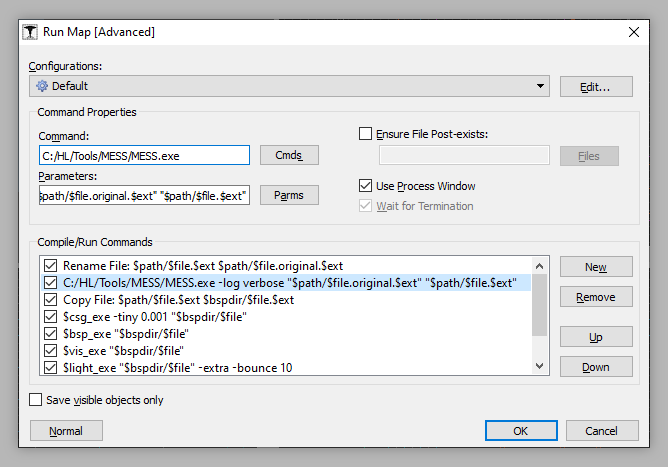 Run Map [Advanced]
Configurations:
Default
Edit...
Command Properties
Command:
C:/HL/Tools/MESS/MESS.exe
Cmds
Ensure File Post-exists:
Files
Parameters:
$path/$file.original.$ext" "$path/$file.$ext"
Parms
Use Process Window
Wait for Termination
Compile/Run Commands
Rename File: $path/$file.$ext $path/$file.original.$ext
C:/HL/Tools/MESS/MESS.exe -log verbose "$path/$file.original.$ext" "$path/$file.$ext"
Copy File: $path/$file.$ext $bspdir/$file.$ext
$csg_exe -tiny 0.001 "$bspdir/$file"
$bsp_exe "$bspdir/$file"
$vis_exe "$bspdir/$file"
$light_exe "$bspdir/$file" -extra -bounce 10
New
Remove
Up
Down
Save visible objects only
Normal
OK
Cancel